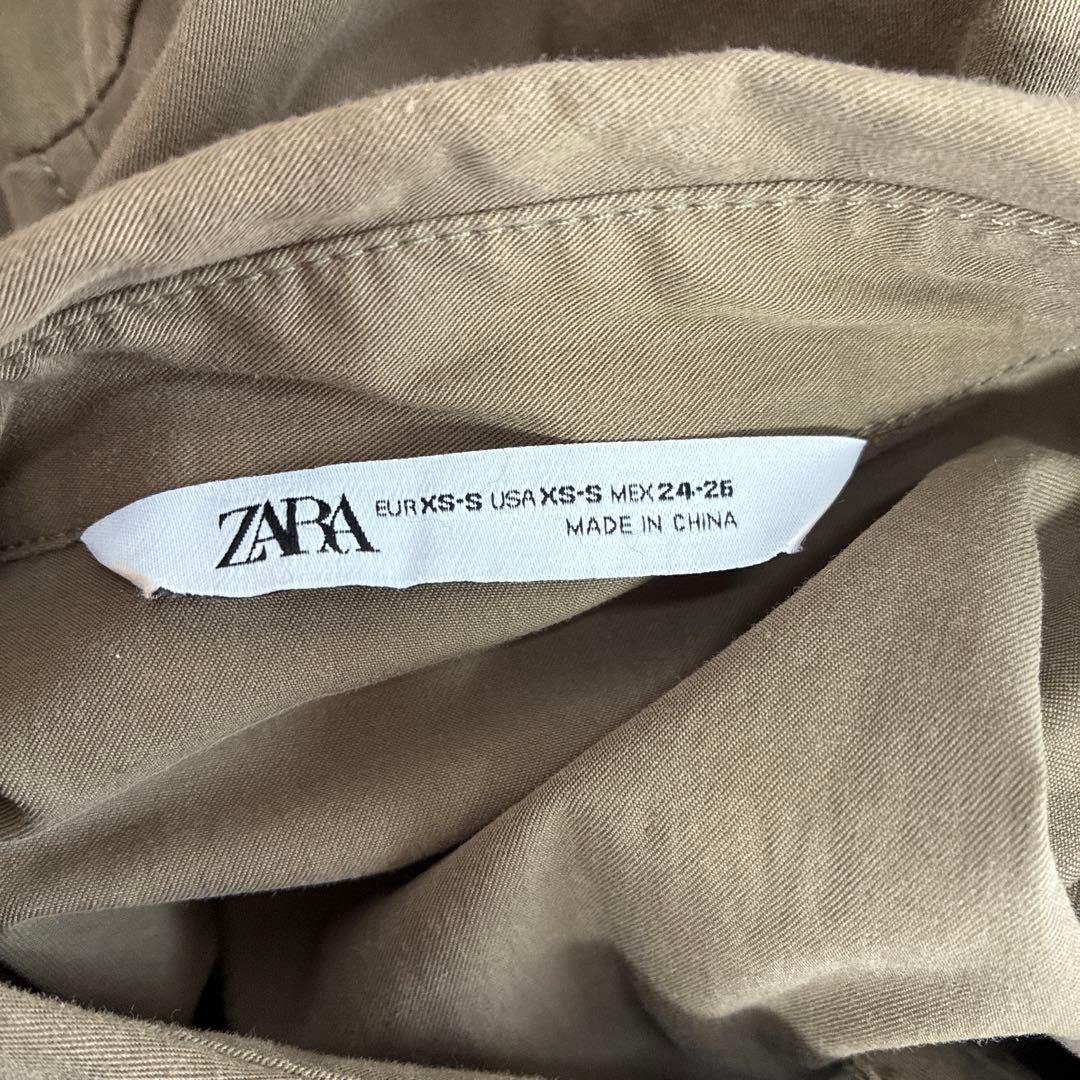 ZARA EUR XS-S USA XS-S MEX 24-26
MADE IN CHINA